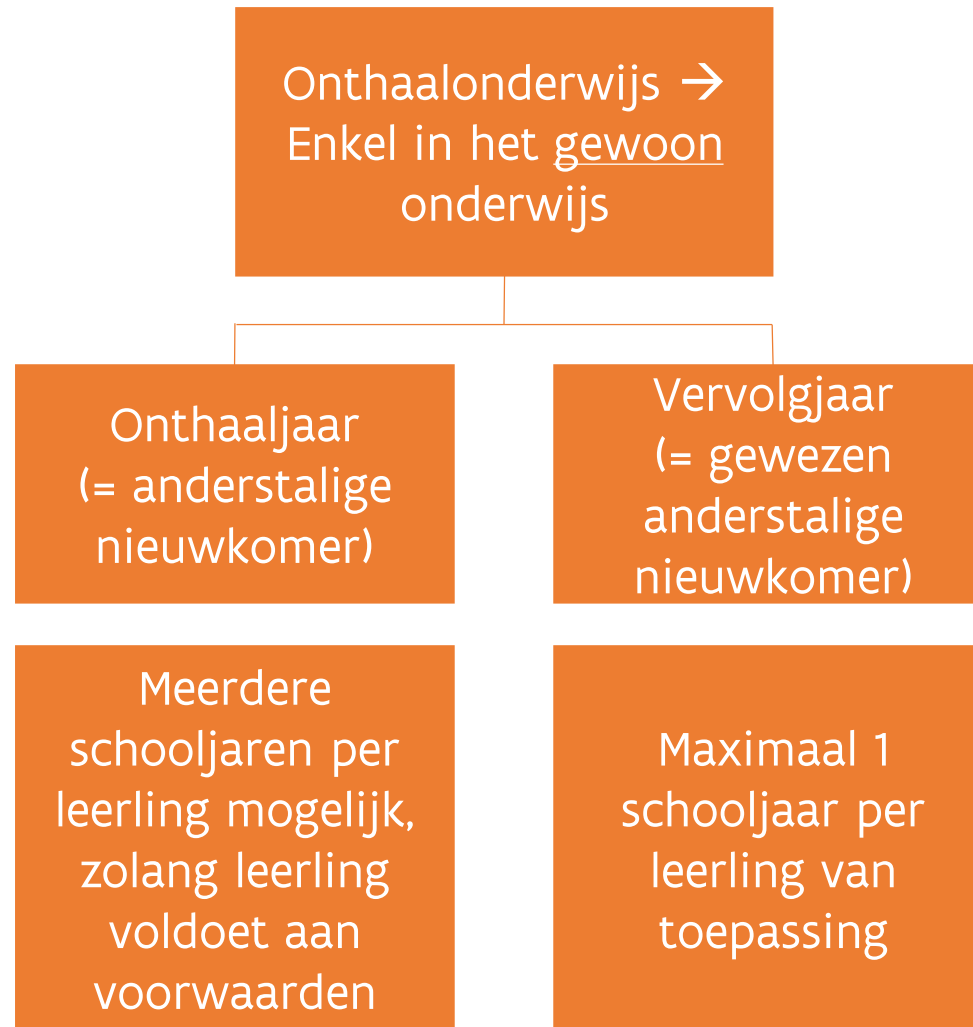 Onthaalonderwijs →
Enkel in het gewoon
onderwijs
Onthaaljaar
(= anderstalige
nieuwkomer)
Vervolgjaar
(= gewezen
anderstalige
nieuwkomer)
Meerdere
schooljaren per
leerling mogelijk,
zolang leerling
voldoet aan
voorwaarden
Maximaal 1
schooljaar per
leerling van
toepassing